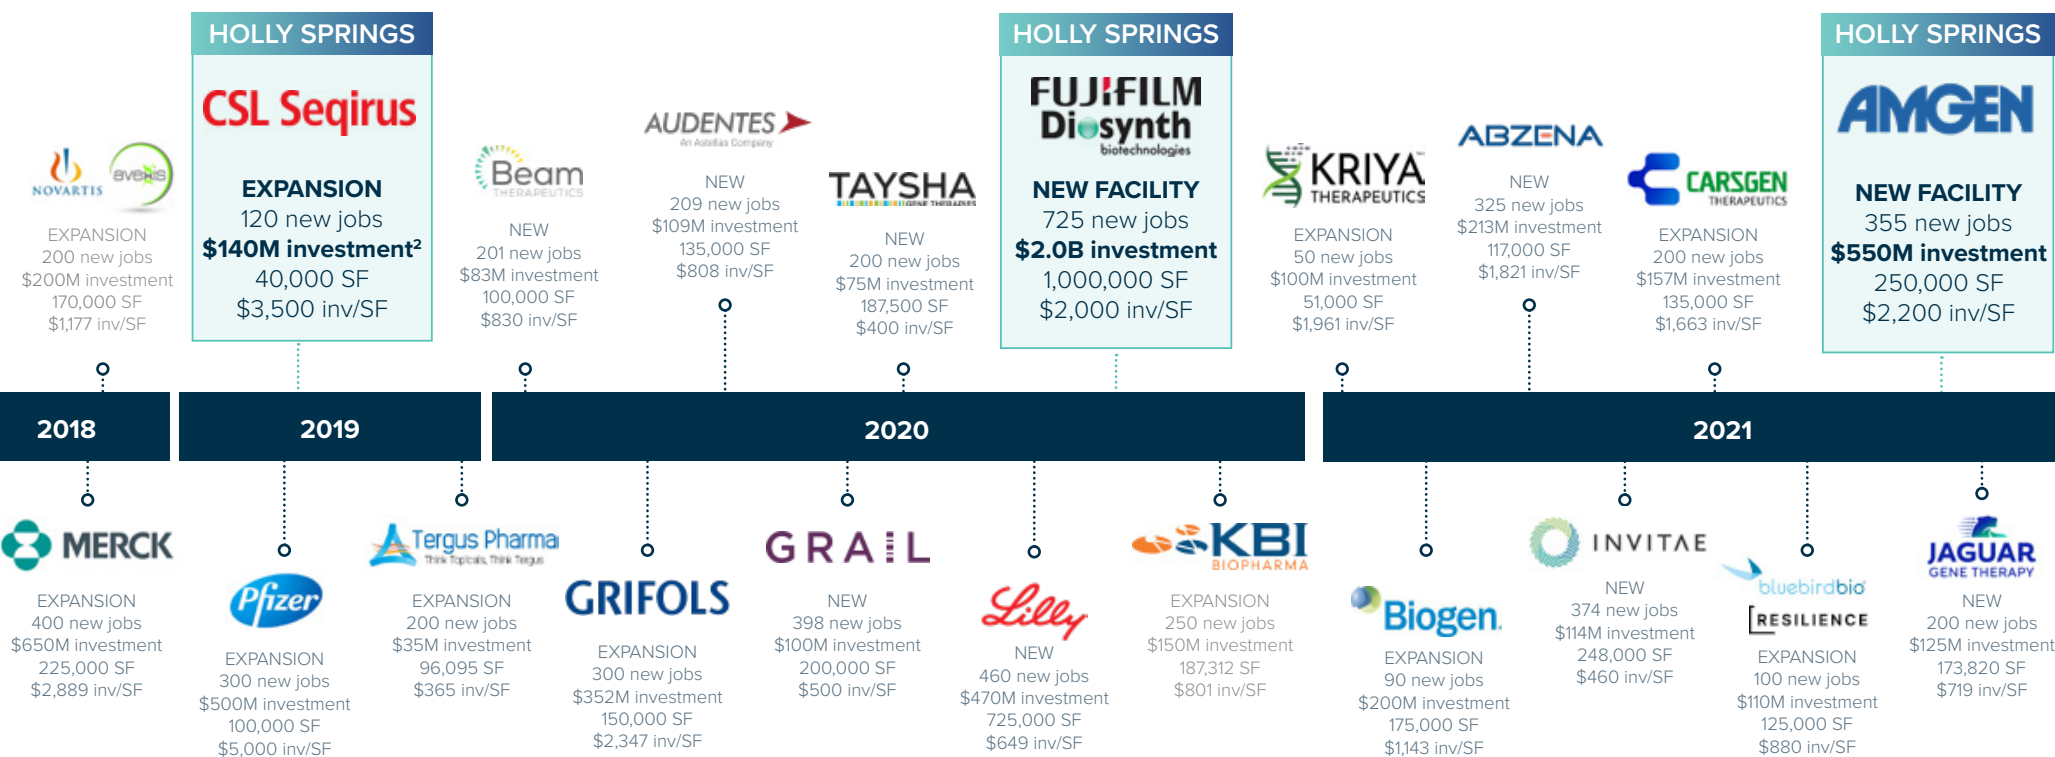 NOVARTIS
avexis
EXPANSION
200 new jobs
$200M investment
170,000 SF
$1,177 inv/SF
HOLLY SPRINGS
CSL Seqirus
EXPANSION
120 new jobs
$140M investment²
40,000 SF
$3,500 inv/SF
Beam
THERAPEUTICS
NEW
201 new jobs
$83M investment
100,000 SF
$830 inv/SF
AUDENTES
An Astellas Company
NEW
209 new jobs
$109M investment
135,000 SF
$808 inv/SF
TAYSHA
GENE THERAPIES
NEW
200 new jobs
$75M investment
187,500 SF
$400 inv/SF
HOLLY SPRINGS
FUJIFILM
Diosynth
biotechnologies
NEW FACILITY
725 new jobs
$2.0B investment
1,000,000 SF
$2,000 inv/SF
KRIYA™
THERAPEUTICS
EXPANSION
50 new jobs
$100M investment
51,000 SF
$1,961 inv/SF
ABZENA
NEW
325 new jobs
$213M investment
117,000 SF
$1,821 inv/SF
CARSGEN
THERAPEUTICS
EXPANSION
200 new jobs
$157M investment
135,000 SF
$1,663 inv/SF
HOLLY SPRINGS
AMGEN
NEW FACILITY
355 new jobs
$550M investment
250,000 SF
$2,200 inv/SF
2018
2019
2020
2021
MERCK
EXPANSION
400 new jobs
$650M investment
225,000 SF
$2,889 inv/SF
Pfizer
EXPANSION
300 new jobs
$500M investment
100,000 SF
$5,000 inv/SF
Tergus Pharma
Think Topicals, Think Tergus
EXPANSION
200 new jobs
$35M investment
96,095 SF
$365 inv/SF
GRIFOLS
EXPANSION
300 new jobs
$352M investment
150,000 SF
$2,347 inv/SF
GRAIL
NEW
398 new jobs
$100M investment
200,000 SF
$500 inv/SF
Lilly
NEW
460 new jobs
$470M investment
725,000 SF
$649 inv/SF
KBI
BIOPHARMA
EXPANSION
250 new jobs
$150M investment
187,312 SF
$801 inv/SF
Biogen.
EXPANSION
90 new jobs
$200M investment
175,000 SF
$1,143 inv/SF
INVITAE
NEW
374 new jobs
$114M investment
248,000 SF
$460 inv/SF
bluebirdbio
RESILIENCE
EXPANSION
100 new jobs
$110M investment
125,000 SF
$880 inv/SF
JAGUAR
GENE THERAPY
NEW
200 new jobs
$125M investment
173,820 SF
$719 inv/SF